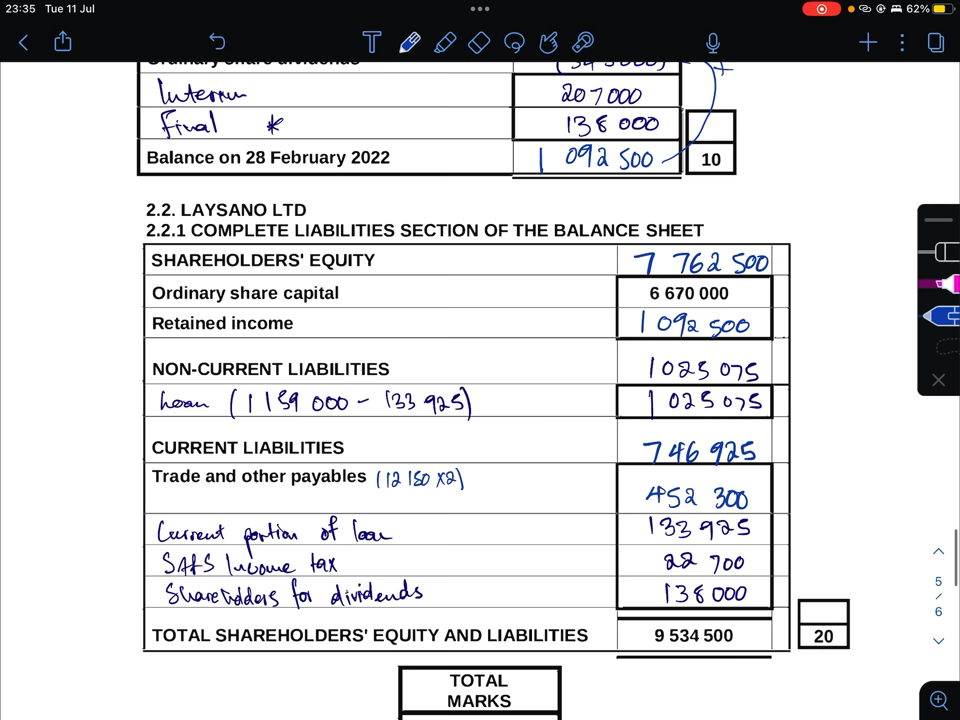 23:35 Tue 11 Jul 62%
Interim 207 000
Final * 138 000
Balance on 28 February 2022 1 092 500 10
2.2. LAYSANO LTD
2.2.1 COMPLETE LIABILITIES SECTION OF THE BALANCE SHEET
SHAREHOLDERS' EQUITY 7 762 500
Ordinary share capital 6 670 000
Retained income 1 092 500
NON-CURRENT LIABILITIES 1 025 075
Loan (1 159 000 - 133 925) 1 025 075
CURRENT LIABILITIES 746 925
Trade and other payables (12 150 x2) 452 300
Current portion of loan 133 925
SARS Income tax 22 700
Shareholders for dividends 138 000
TOTAL SHAREHOLDERS' EQUITY AND LIABILITIES 9 534 500 20
TOTAL
MARKS
5
/
6